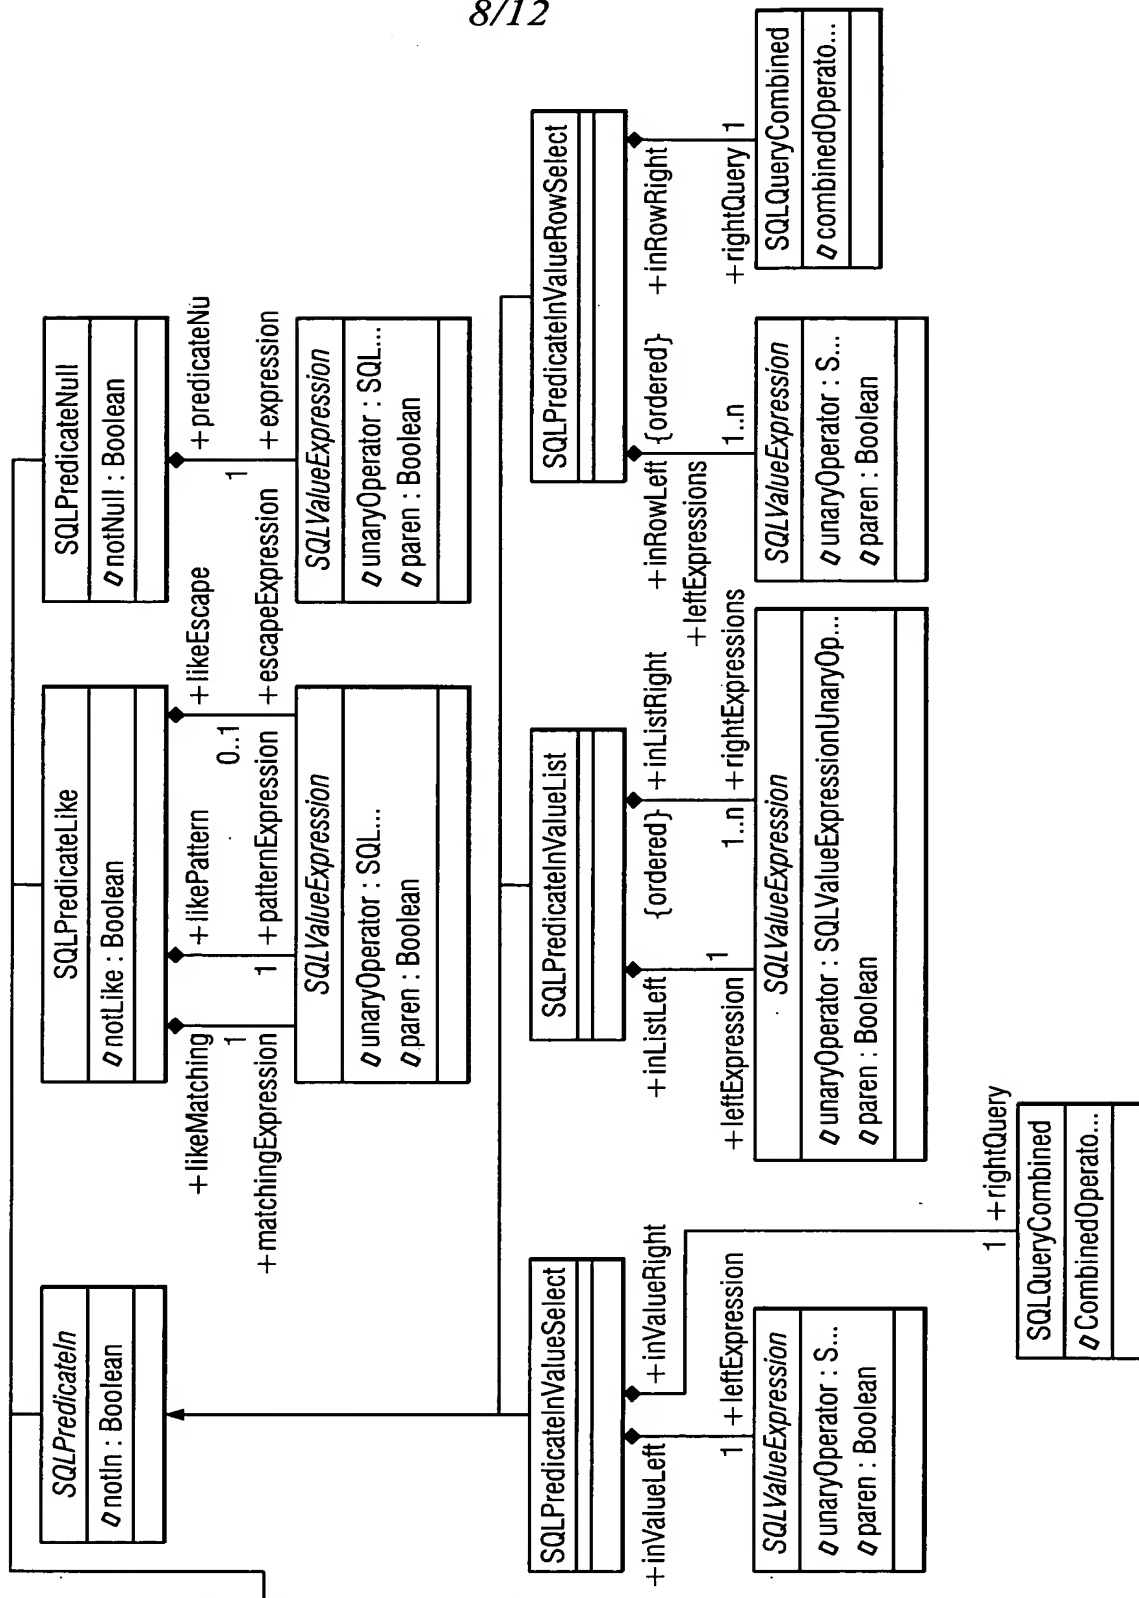 8/12
SQLPredicateIn
notIn : Boolean
SQLPredicateLike
notLike : Boolean
SQLPredicateNull
notNull : Boolean
+likeMatching
1
+matchingExpression
+likePattern
1
+patternExpression
+likeEscape
0..1
+escapeExpression
+predicateNu
1
+expression
SQLValueExpression
unaryOperator : SQL...
paren : Boolean
SQLValueExpression
unaryOperator : SQL...
paren : Boolean
SQLPredicateInValueSelect
SQLPredicateInValueList
SQLPredicateInValueRowSelect
+inValueLeft
1
+leftExpression
+inValueRight
1
+rightQuery
+inListLeft
1
+leftExpression
{ordered}
+inListRight
1..n
+rightExpressions
+inRowLeft
{ordered}
+leftExpressions
1..n
+inRowRight
+rightQuery
1
SQLValueExpression
unaryOperator : S...
paren : Boolean
SQLValueExpression
unaryOperator : SQLValueExpressionUnaryOp...
paren : Boolean
SQLValueExpression
unaryOperator : S...
paren : Boolean
SQLQueryCombined
combinedOperato...
SQLQueryCombined
CombinedOperato...